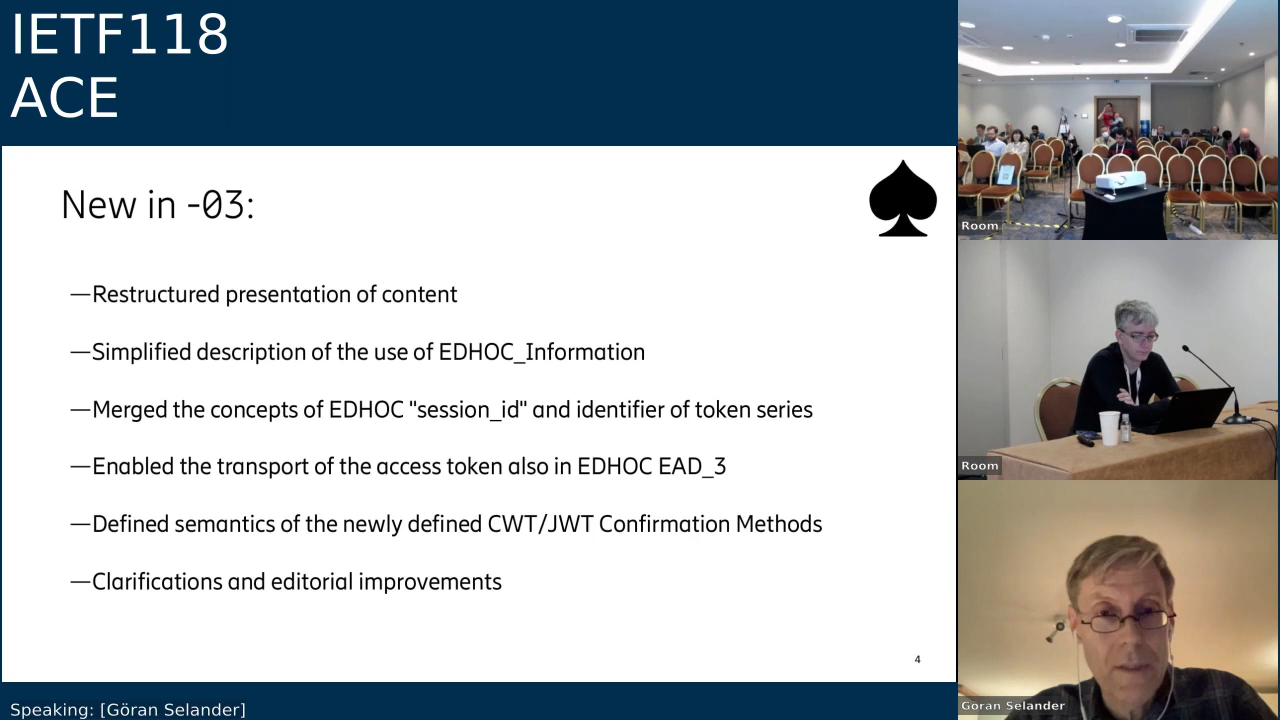 IETF118
ACE
New in -03:
—Restructured presentation of content
—Simplified description of the use of EDHOC_Information
—Merged the concepts of EDHOC "session_id" and identifier of token series
—Enabled the transport of the access token also in EDHOC EAD_3
—Defined semantics of the newly defined CWT/JWT Confirmation Methods
—Clarifications and editorial improvements
4
Speaking: [Göran Selander]
Room
Room
Göran Selander